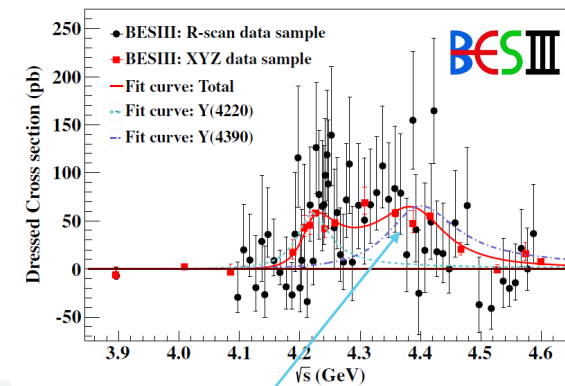 250
200
150
100
50
0
-50
Dressed Cross section (pb)
BESIII: R-scan data sample
BESIII: XYZ data sample
Fit curve: Total
Fit curve: Y(4220)
Fit curve: Y(4390)
BESIII
3.9 4.0 4.1 4.2 4.3 4.4 4.5 4.6
√s (GeV)